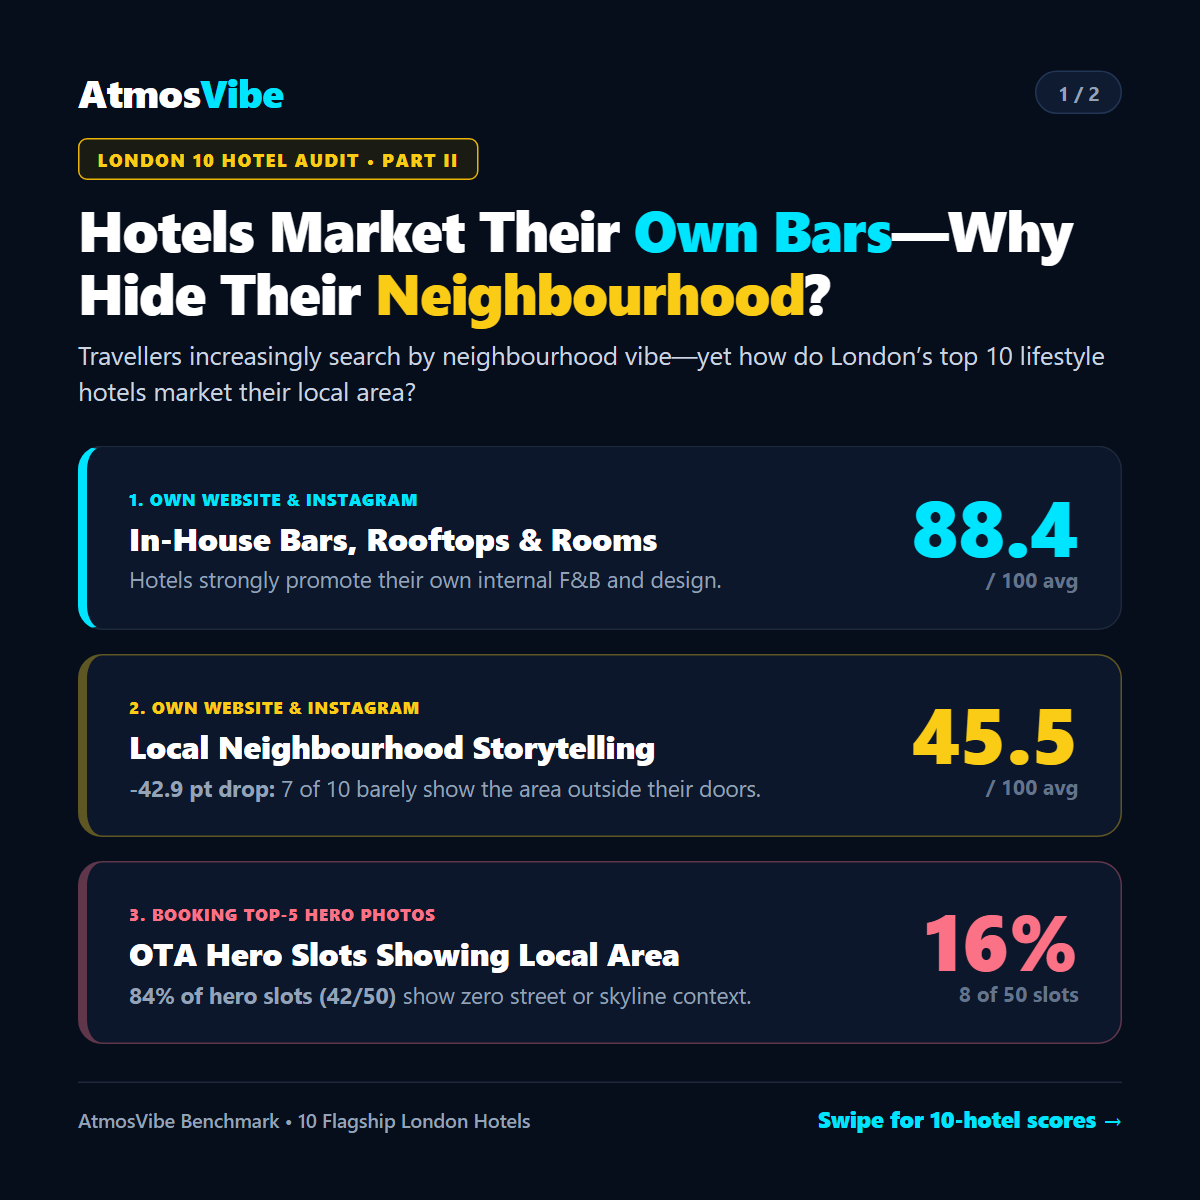 AtmosVibe
1 / 2
LONDON 10 HOTEL AUDIT • PART II
Hotels Market Their Own Bars—Why
Hide Their Neighbourhood?
Travellers increasingly search by neighbourhood vibe—yet how do London’s top 10 lifestyle
hotels market their local area?
1. OWN WEBSITE & INSTAGRAM
In-House Bars, Rooftops & Rooms
Hotels strongly promote their own internal F&B and design.
88.4
/ 100 avg
2. OWN WEBSITE & INSTAGRAM
Local Neighbourhood Storytelling
-42.9 pt drop: 7 of 10 barely show the area outside their doors.
45.5
/ 100 avg
3. BOOKING TOP-5 HERO PHOTOS
OTA Hero Slots Showing Local Area
84% of hero slots (42/50) show zero street or skyline context.
16%
8 of 50 slots
AtmosVibe Benchmark • 10 Flagship London Hotels
Swipe for 10-hotel scores →